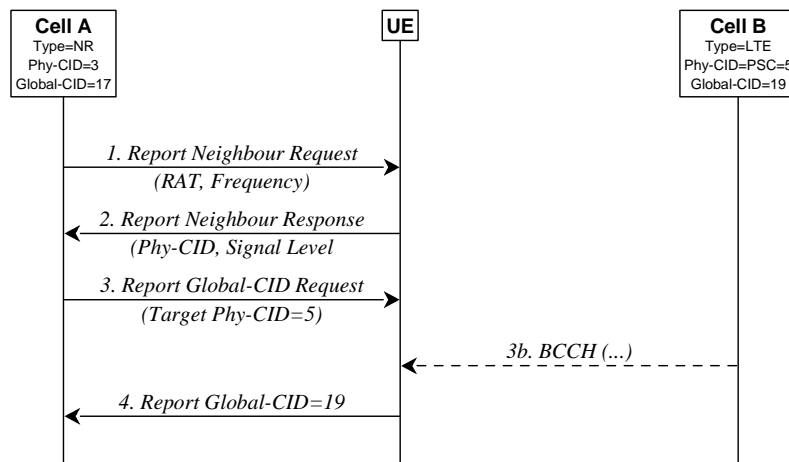 Cell A
Type=NR
Phy-CID=3
Global-CID=17
UE
Cell B
Type=LTE
Phy-CID=PSC=5
Global-CID=19
1. Report Neighbour Request
(RAT, Frequency)
2. Report Neighbour Response
(Phy-CID, Signal Level
3. Report Global-CID Request
(Target Phy-CID=5)
3b. BCCH (...)
4. Report Global-CID=19